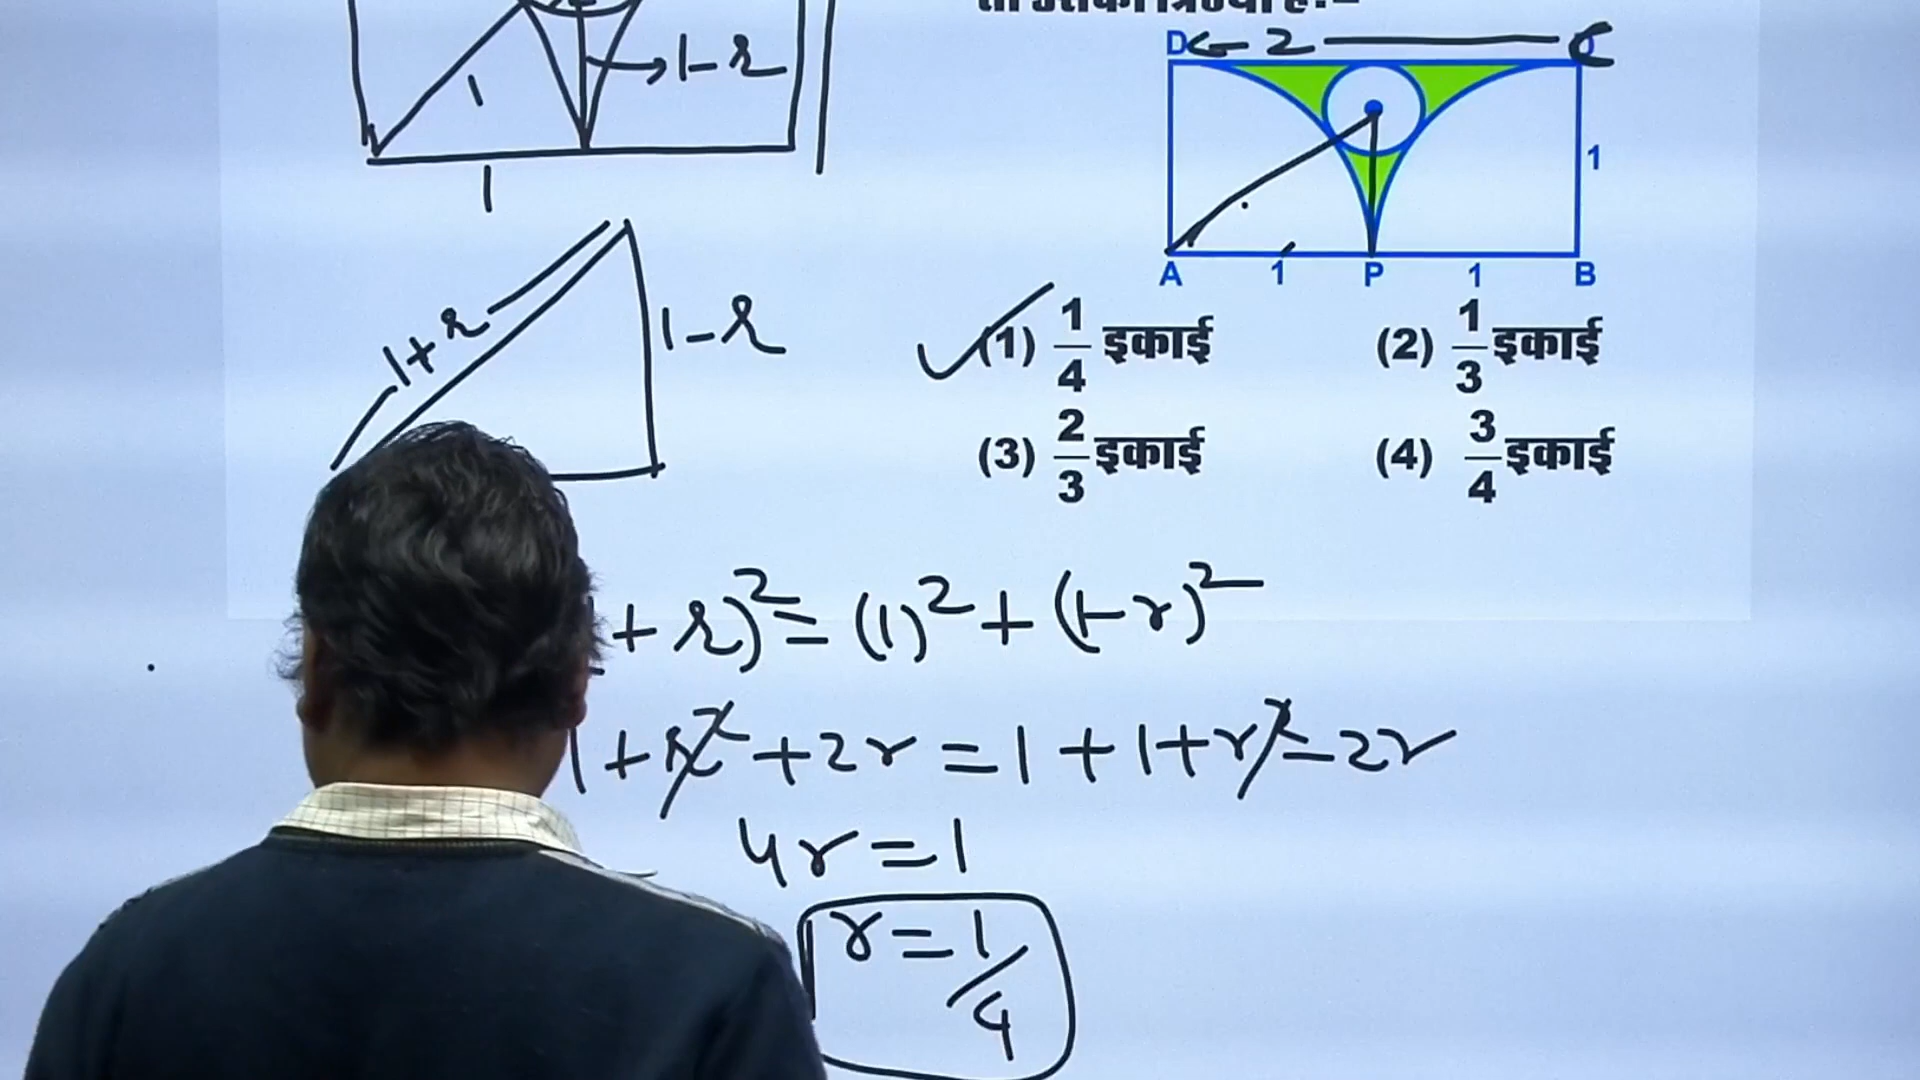 1-r
1
1
D 2 C
1
A 1 P 1 B
1+r
1-r
(1) 1/4 इकाई (2) 1/3 इकाई
(3) 2/3 इकाई (4) 3/4 इकाई
+ r)² = (1)² + (1-r)²
1 + r² + 2r = 1 + 1 + r² - 2r
4r = 1
r = 1/4